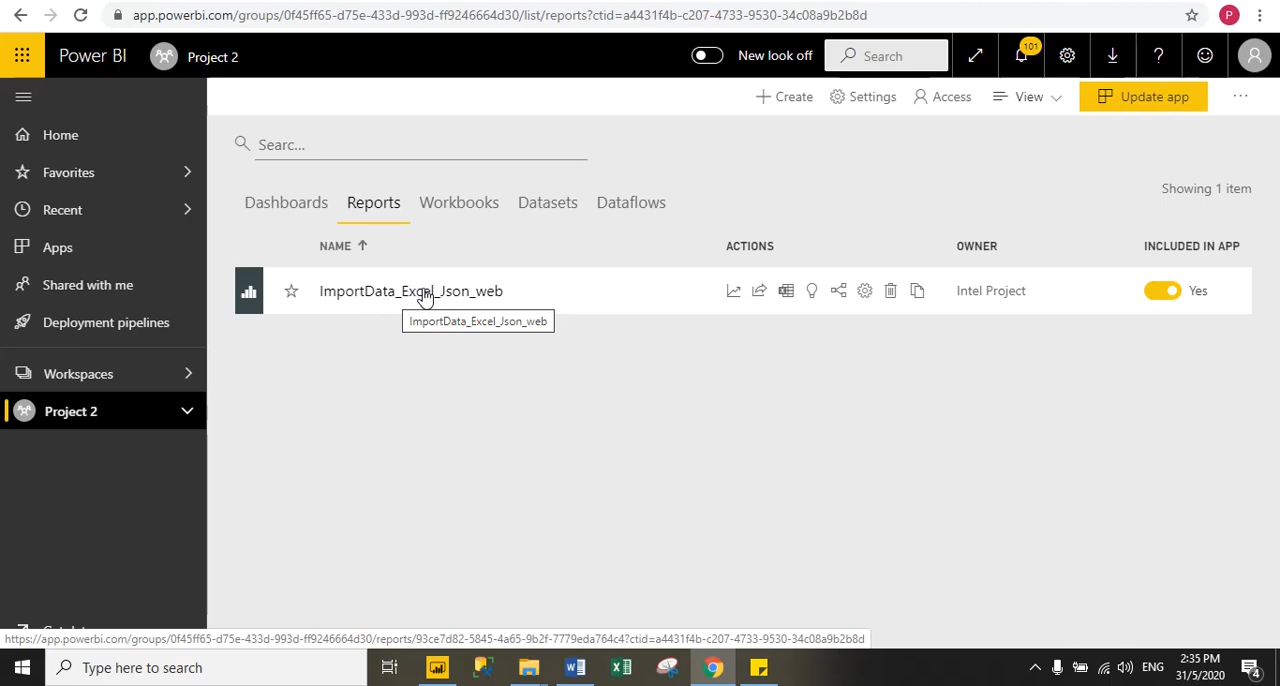 app.powerbi.com/groups/0f45ff65-d75e-433d-993d-ff9246664d30/list/reports?ctid=a4431f4b-c207-4733-9530-34c08a9b2b8d
P
Power BI Project 2 New look off Search 101 ?
Create Settings Access View Update app ...
Home
Favorites
Recent
Apps
Shared with me
Deployment pipelines
Workspaces
Project 2
Searc...
Showing 1 item
Dashboards Reports Workbooks Datasets Dataflows
NAME ACTIONS OWNER INCLUDED IN APP
ImportData_Excel_Json_web Intel Project Yes
ImportData_Excel_Json_web
https://app.powerbi.com/groups/0f45ff65-d75e-433d-993d-ff9246664d30/reports/93ce7d82-5845-4a65-9b2f-7779eda764c4?ctid=a4431f4b-c207-4733-9530-34c08a9b2b8d
Type here to search
ENG
2:35 PM
31/5/2020
4